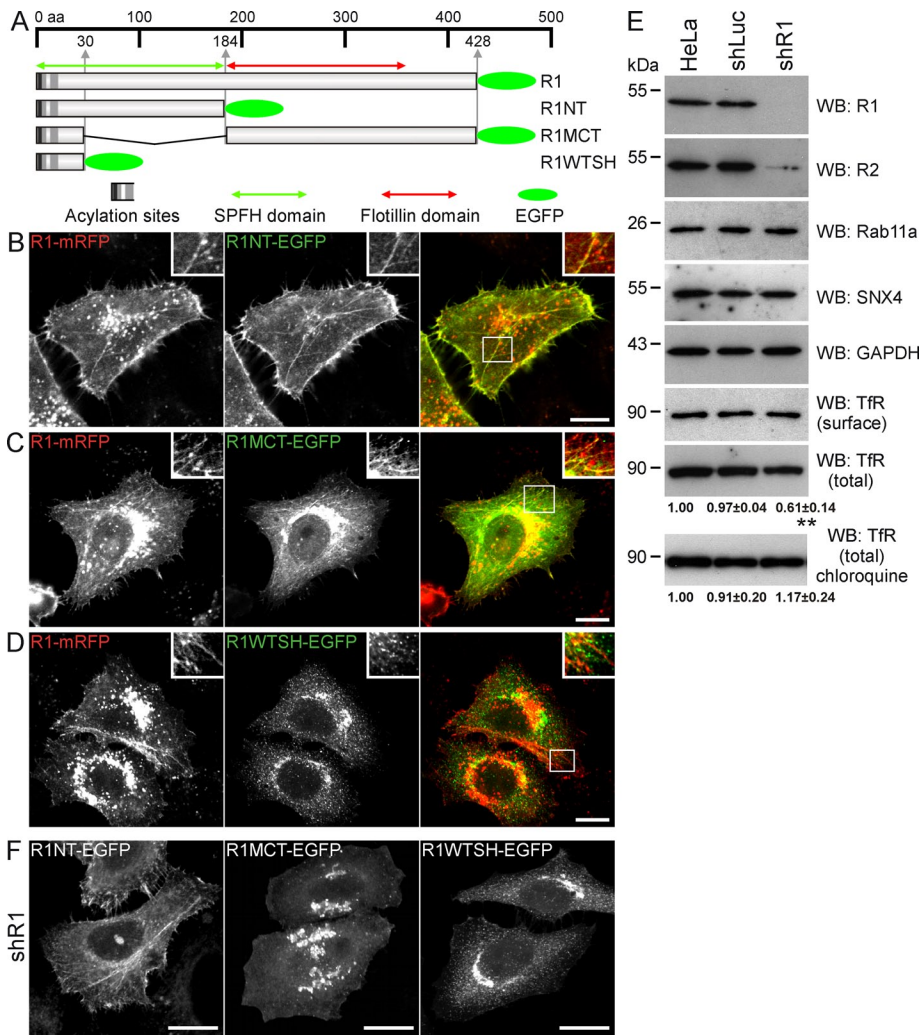 A
0 aa 100 200 300 400 500
30 184 428
R1
R1NT
R1MCT
R1WTSH
Acylation sites SPFH domain Flotillin domain EGFP
B
R1-mRFP R1NT-EGFP
C
R1-mRFP R1MCT-EGFP
D
R1-mRFP R1WTSH-EGFP
F
R1NT-EGFP R1MCT-EGFP R1WTSH-EGFP
shR1
E
HeLa shLuc shR1
kDa
55
WB: R1
55
WB: R2
26
WB: Rab11a
55
WB: SNX4
43
WB: GAPDH
90
WB: TfR
(surface)
90
WB: TfR
(total)
1.00 0.97±0.04 0.61±0.14
**
90
WB: TfR
(total)
chloroquine
1.00 0.91±0.20 1.17±0.24